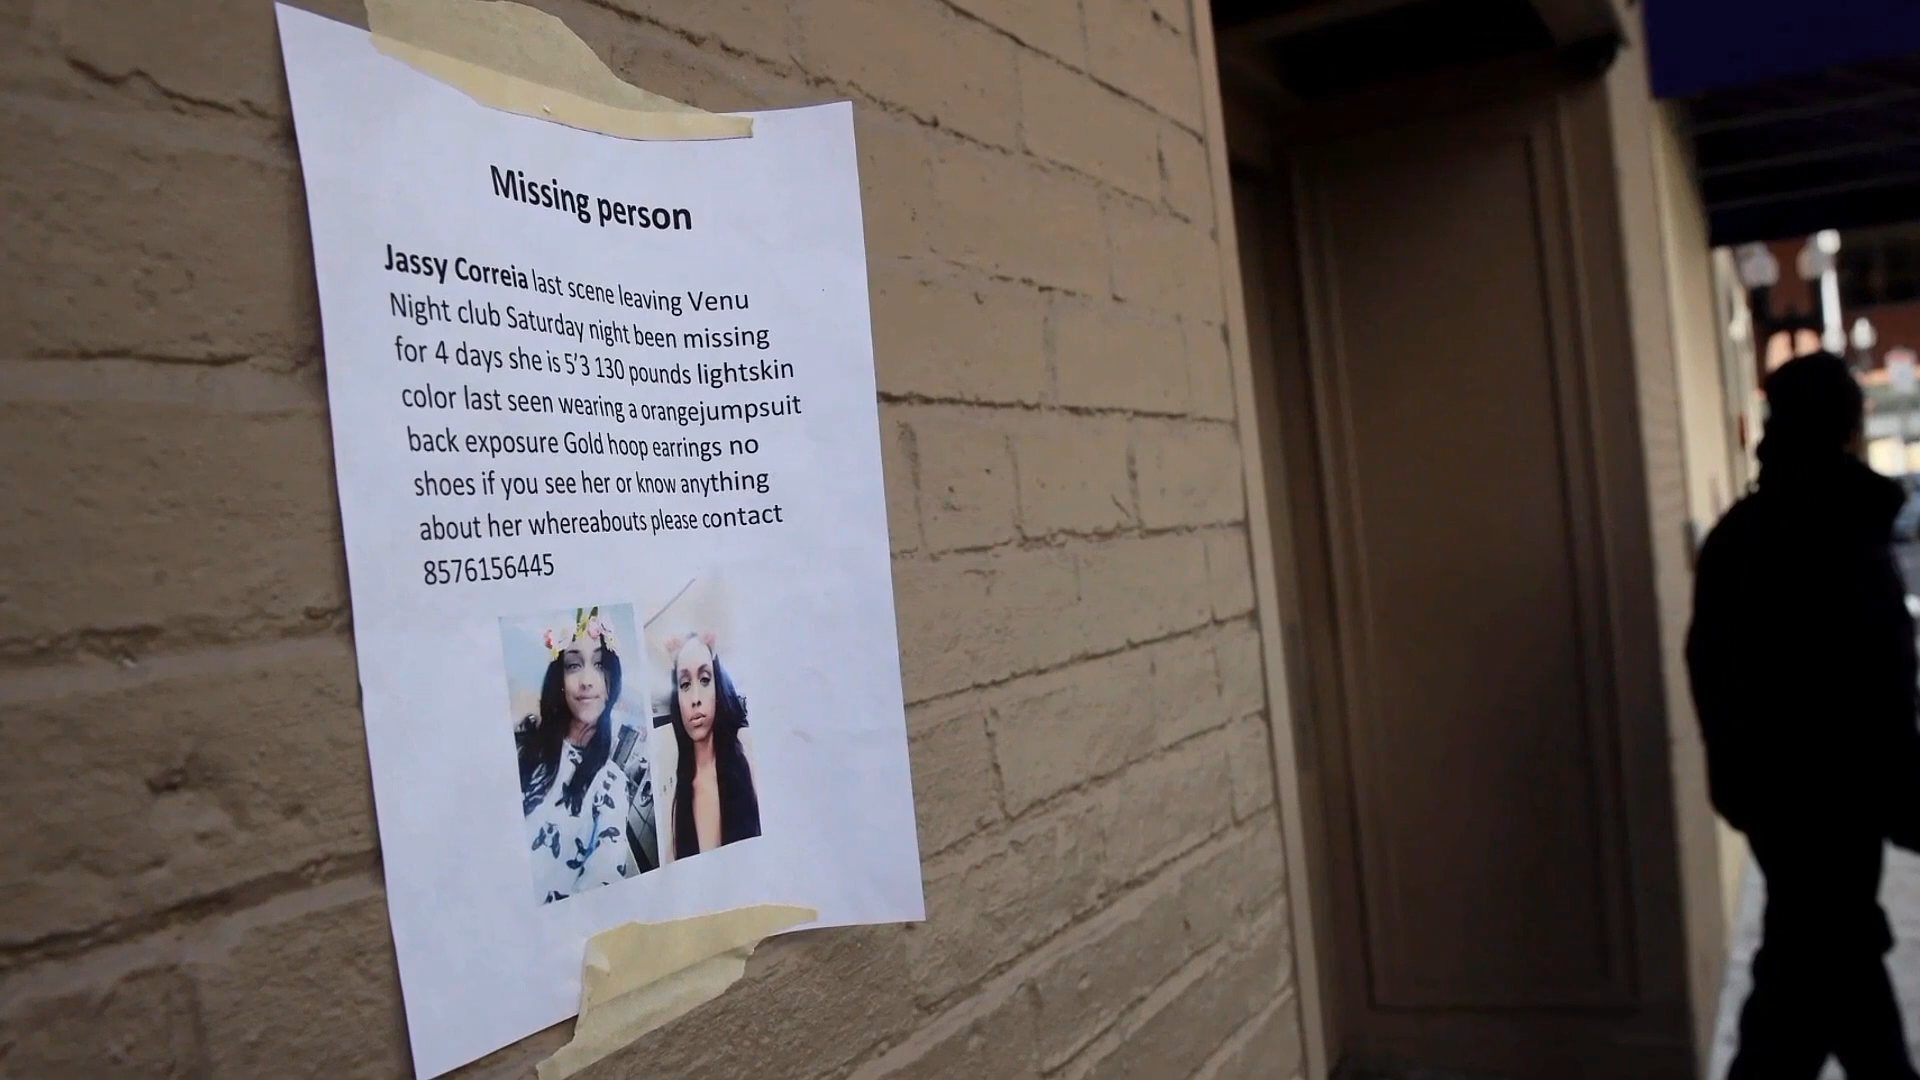 Missing person
Jassy Correia last scene leaving Venu
Night club Saturday night been missing
for 4 days she is 5'3 130 pounds lightskin
color last seen wearing a orangejumpsuit
back exposure Gold hoop earrings no
shoes if you see her or know anything
about her whereabouts please contact
8576156445